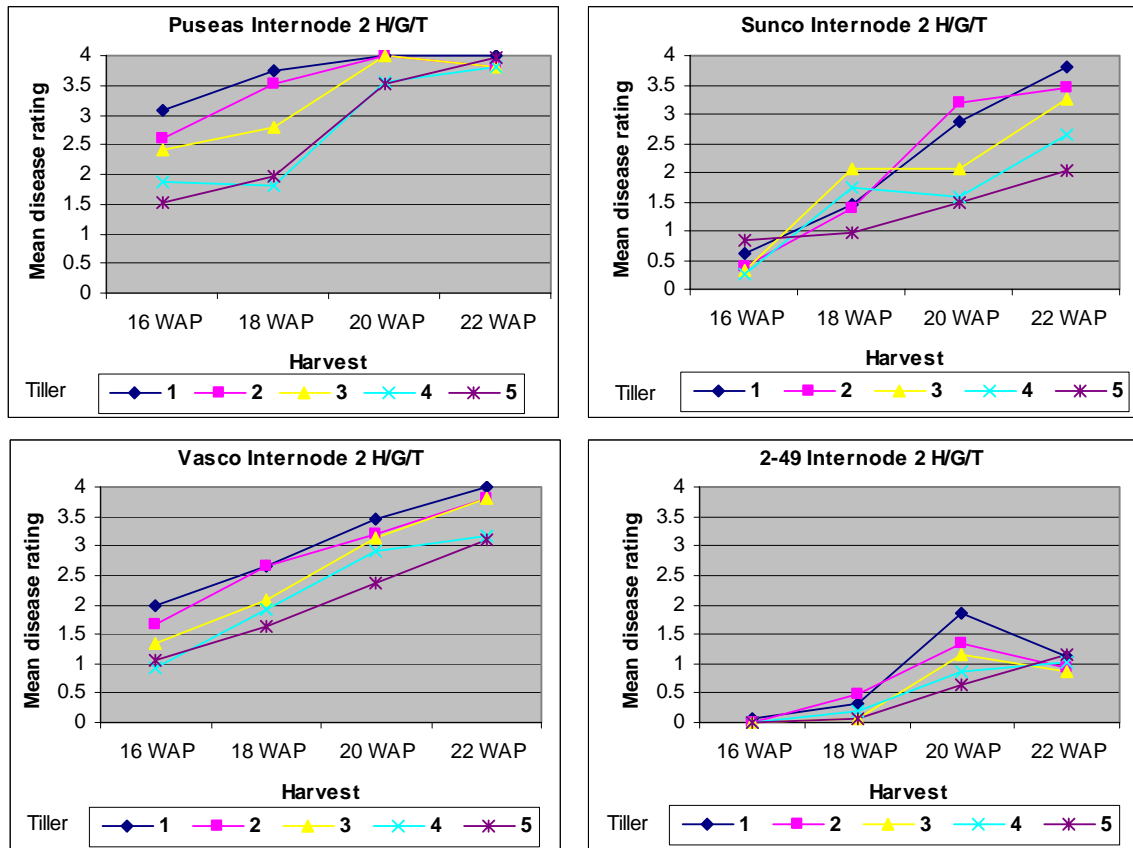 Puseas Internode 2 H/G/T
Mean disease rating
4
3.5
3
2.5
2
1.5
1
0.5
0
16 WAP 18 WAP 20 WAP 22 WAP
Harvest
Tiller 1 2 3 4 5
Sunco Internode 2 H/G/T
Mean disease rating
4
3.5
3
2.5
2
1.5
1
0.5
0
16 WAP 18 WAP 20 WAP 22 WAP
Harvest
Tiller 1 2 3 4 5
Vasco Internode 2 H/G/T
Mean disease rating
4
3.5
3
2.5
2
1.5
1
0.5
0
16 WAP 18 WAP 20 WAP 22 WAP
Harvest
Tiller 1 2 3 4 5
2-49 Internode 2 H/G/T
Mean disease rating
4
3.5
3
2.5
2
1.5
1
0.5
0
16 WAP 18 WAP 20 WAP 22 WAP
Harvest
Tiller 1 2 3 4 5